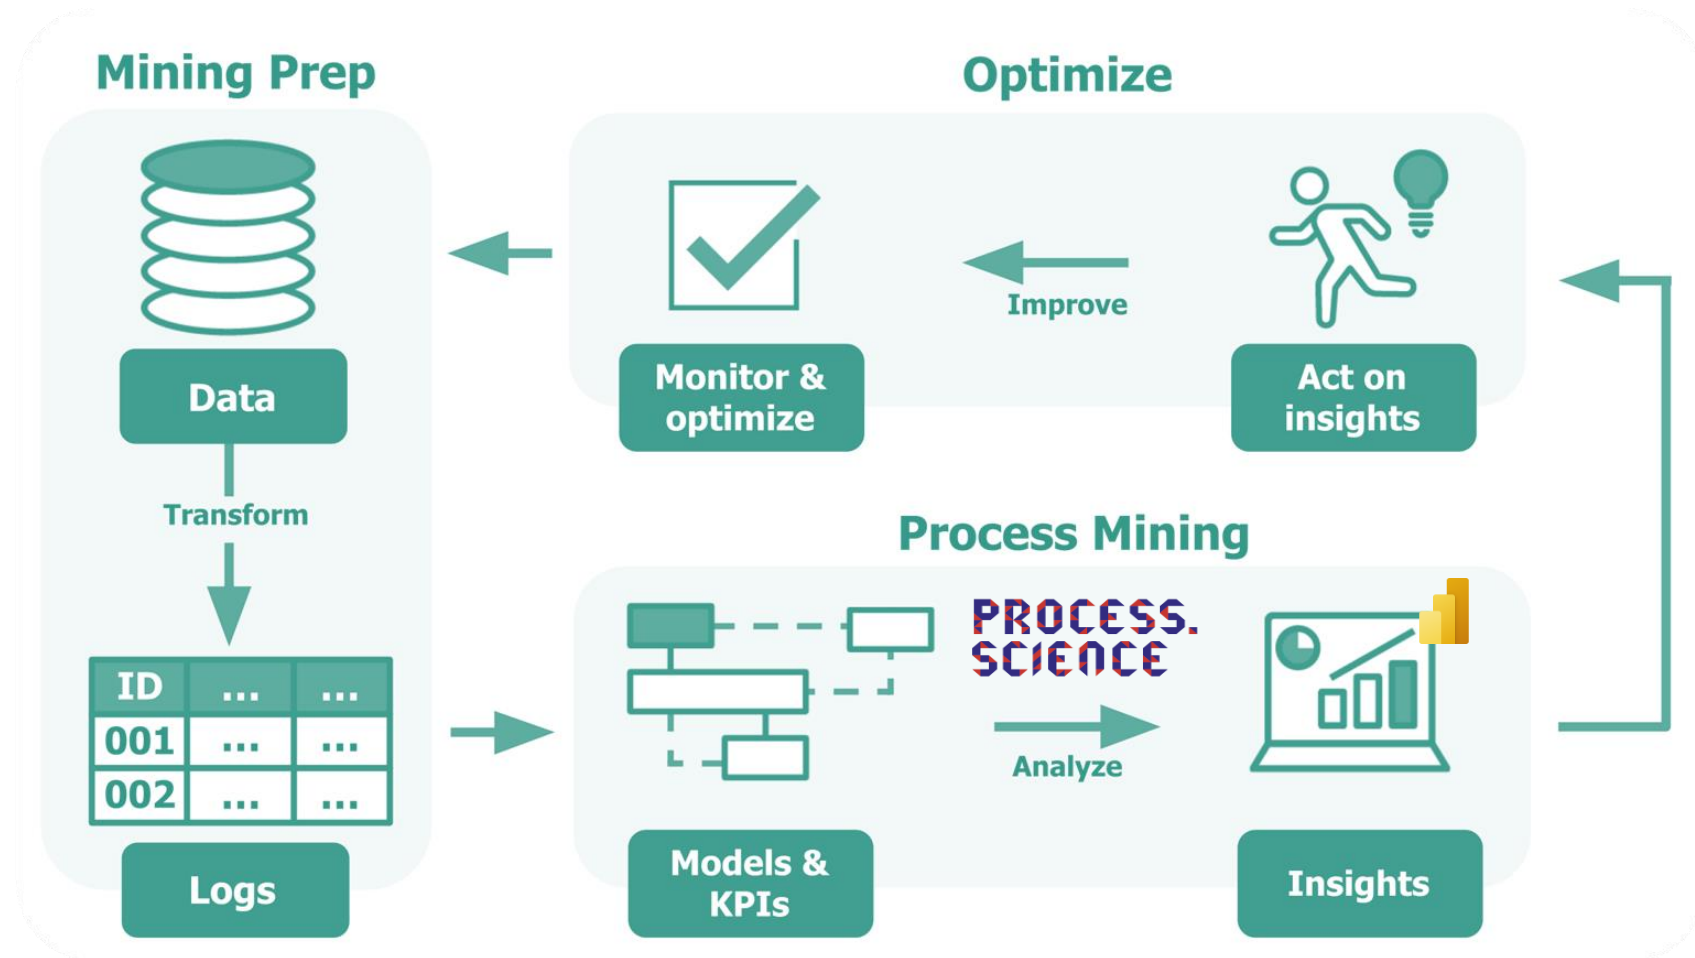 Mining Prep
Data
Transform
ID ... ...
001 ... ...
002 ... ...
Logs
Optimize
Improve
Monitor &
optimize
Act on
insights
Process Mining
PROCESS.
SCIENCE
Analyze
Models &
KPIs
Insights